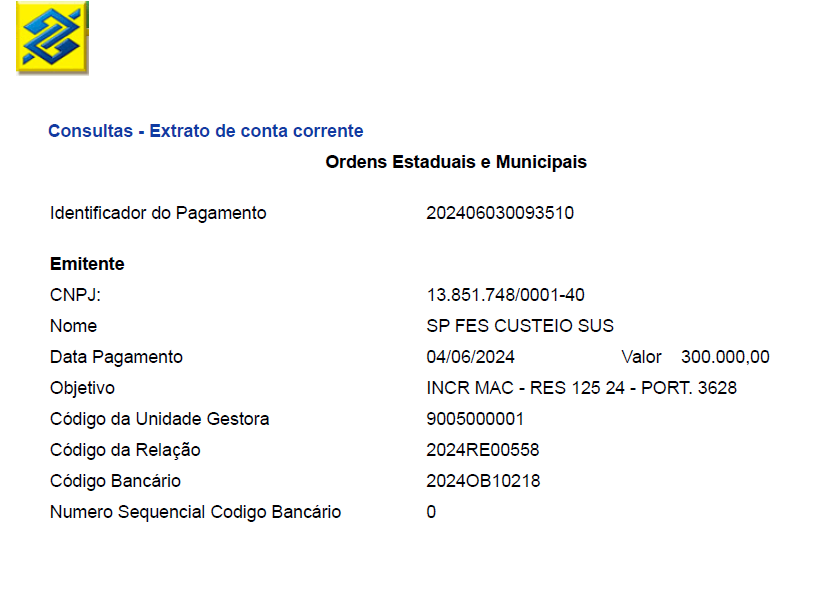 Consultas - Extrato de conta corrente
Ordens Estaduais e Municipais
Identificador do Pagamento 202406030093510
Emitente
CNPJ: 13.851.748/0001-40
Nome SP FES CUSTEIO SUS
Data Pagamento 04/06/2024 Valor 300.000,00
Objetivo INCR MAC - RES 125 24 - PORT. 3628
Código da Unidade Gestora 9005000001
Código da Relação 2024RE00558
Código Bancário 2024OB10218
Numero Sequencial Codigo Bancário 0